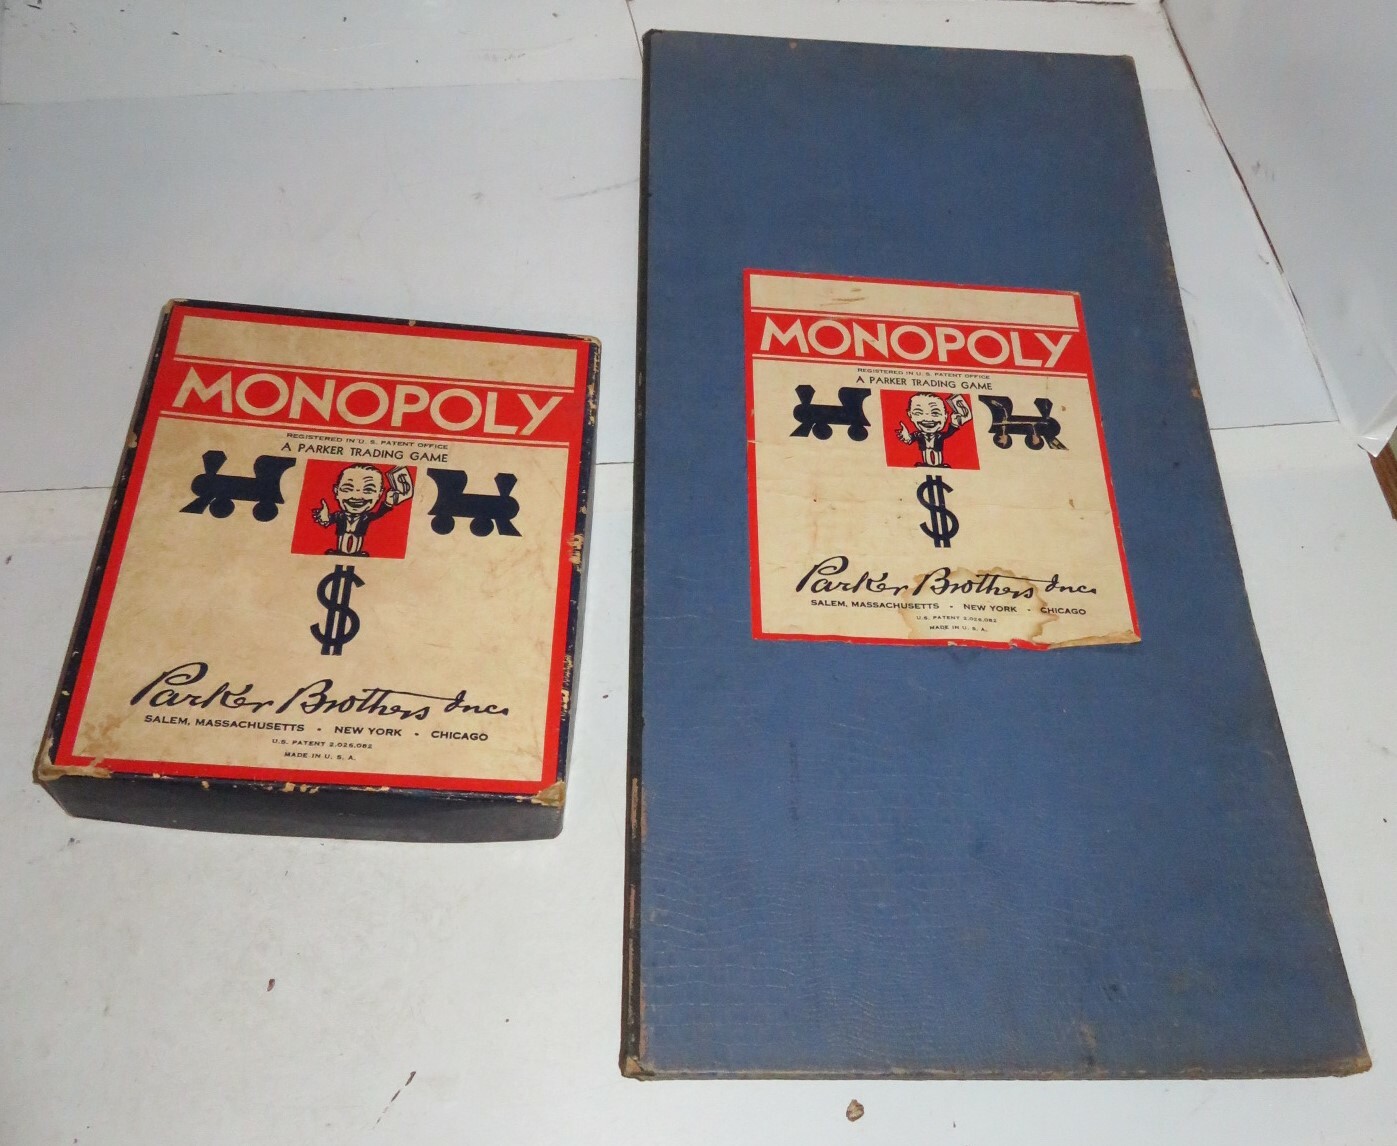 MONOPOLY
REGISTERED IN U. S. PATENT OFFICE
A PARKER TRADING GAME
$
$
Parker Brothers Inc.
SALEM, MASSACHUSETTS • NEW YORK • CHICAGO
U.S. PATENT 2,026,082
MADE IN U. S. A.
MONOPOLY
REGISTERED IN U. S. PATENT OFFICE
A PARKER TRADING GAME
$
$
Parker Brothers Inc.
SALEM, MASSACHUSETTS • NEW YORK • CHICAGO
U.S. PATENT 2,026,082
MADE IN U. S. A.